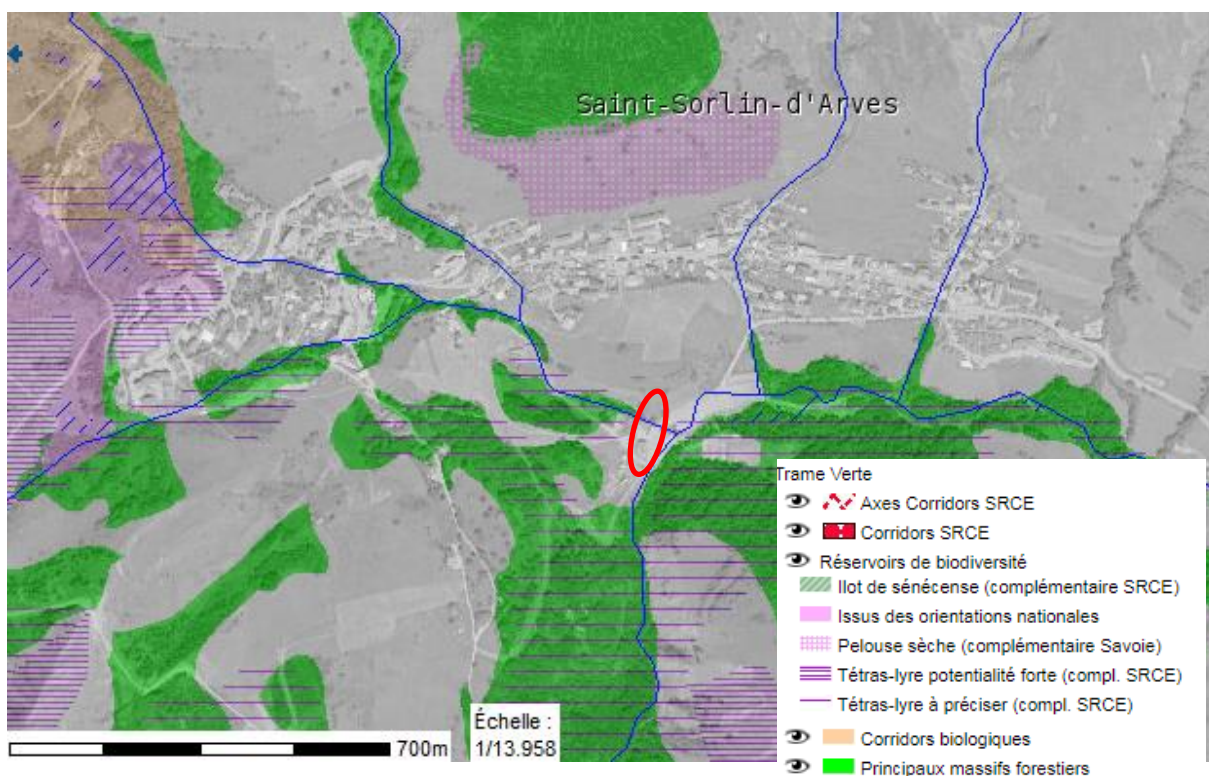 Saint-Sorlin-d'Arves
Trame Verte
Axes Corridors SRCE
Corridors SRCE
Réservoirs de biodiversité
Ilot de sénécense (complémentaire SRCE)
Issus des orientations nationales
Pelouse sèche (complémentaire Savoie)
Tétras-lyre potentialité forte (compl. SRCE)
Tétras-lyre à préciser (compl. SRCE)
Corridors biologiques
Principaux massifs forestiers
Échelle :
1/13.958
700m